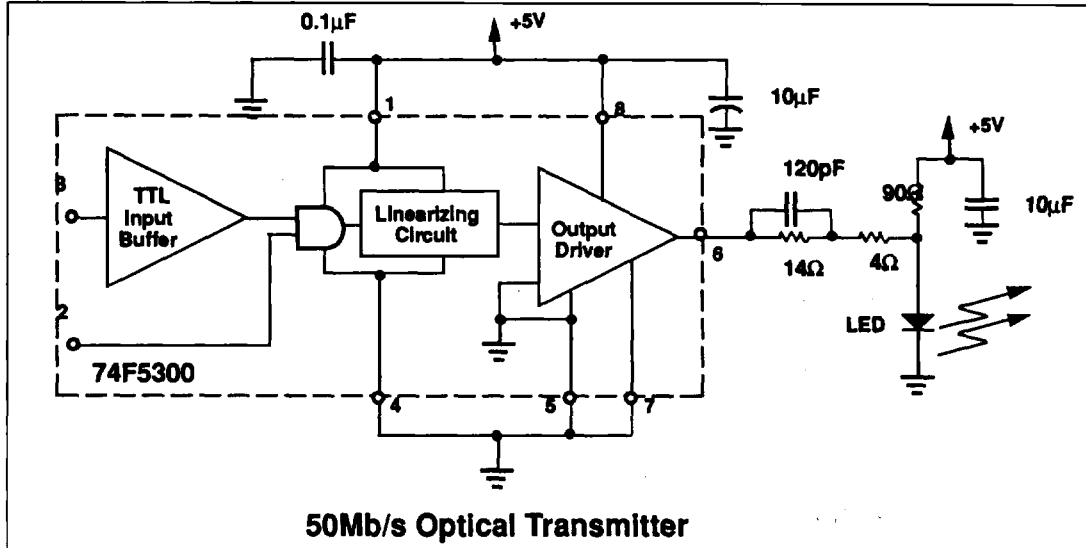 0.1μF
+5V
10μF
1
8
+5V
3
TTL
Input
Buffer
Linearizing
Circuit
Output
Driver
120pF
90Ω
10μF
6
14Ω
4Ω
2
LED
74F5300
4
5
7
50Mb/s Optical Transmitter